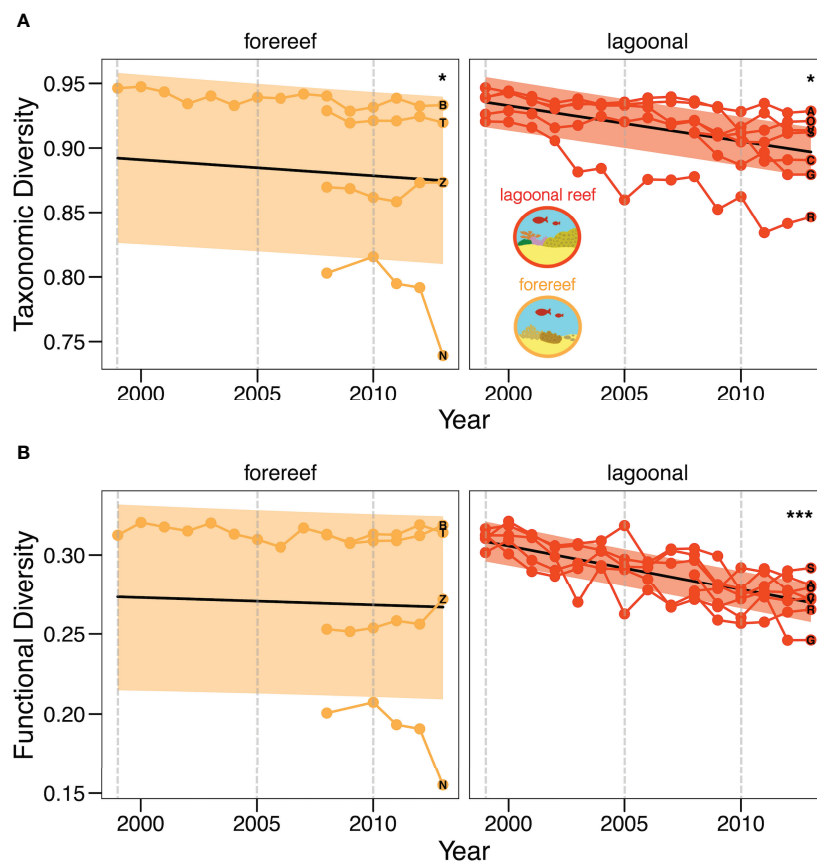 A
forereef
lagoonal
Taxonomic Diversity
0.95
0.90
0.85
0.80
0.75
*
B
T
Z
N
*
A
O
S
C
G
R
lagoonal reef
forereef
2000
2005
2010
2000
2005
2010
Year
B
forereef
lagoonal
Functional Diversity
0.30
0.25
0.20
0.15
B
T
Z
N
***
S
R
G
2000
2005
2010
2000
2005
2010
Year